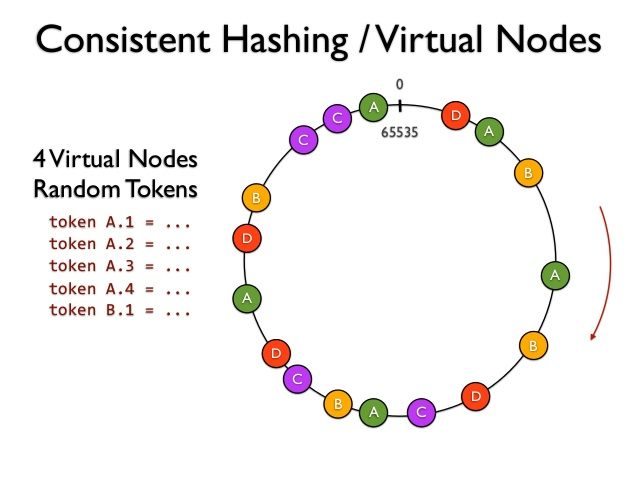 Consistent Hashing / Virtual Nodes
0
65535
4 Virtual Nodes
Random Tokens
token A.1 = ...
token A.2 = ...
token A.3 = ...
token A.4 = ...
token B.1 = ...
D
A
B
A
B
D
C
A
B
C
D
A
D
B
C
C
A